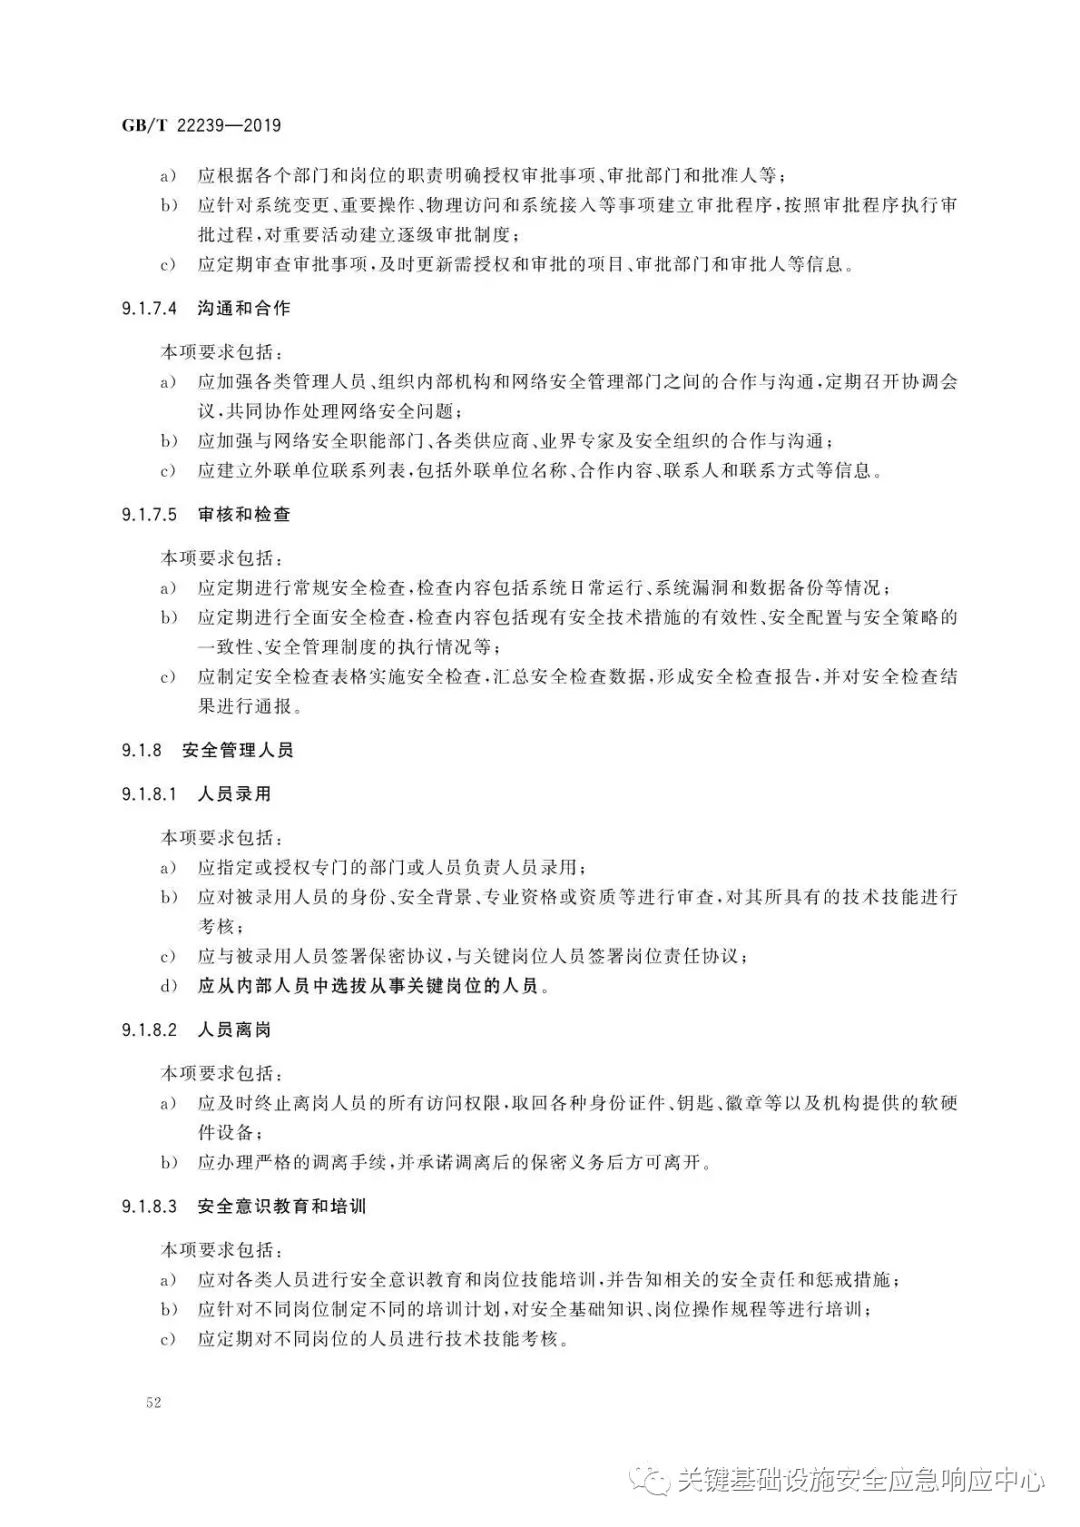 GB/T 22239—2019
a) 应根据各个部门和岗位的职责明确授权审批事项、审批部门和批准人等;
b) 应针对系统变更、重要操作、物理访问和系统接入等事项建立审批程序,按照审批程序执行审
批过程,对重要活动建立逐级审批制度;
c) 应定期审查审批事项,及时更新需授权和审批的项目、审批部门和审批人等信息。
9.1.7.4 沟通和合作
本项要求包括:
a) 应加强各类管理人员、组织内部机构和网络安全管理部门之间的合作与沟通,定期召开协调会
议,共同协作处理网络安全问题;
b) 应加强与网络安全职能部门、各类供应商、业界专家及安全组织的合作与沟通;
c) 应建立外联单位联系列表,包括外联单位名称、合作内容、联系人和联系方式等信息。
9.1.7.5 审核和检查
本项要求包括:
a) 应定期进行常规安全检查,检查内容包括系统日常运行、系统漏洞和数据备份等情况;
b) 应定期进行全面安全检查,检查内容包括现有安全技术措施的有效性、安全配置与安全策略的
一致性、安全管理制度的执行情况等;
c) 应制定安全检查表格实施安全检查,汇总安全检查数据,形成安全检查报告,并对安全检查结
果进行通报。
9.1.8 安全管理人员
9.1.8.1 人员录用
本项要求包括:
a) 应指定或授权专门的部门或人员负责人员录用;
b) 应对被录用人员的身份、安全背景、专业资格或资质等进行审查,对其所具有的技术技能进行
考核;
c) 应与被录用人员签署保密协议,与关键岗位人员签署岗位责任协议;
d) 应从内部人员中选拔从事关键岗位的人员。
9.1.8.2 人员离岗
本项要求包括:
a) 应及时终止离岗人员的所有访问权限,取回各种身份证件、钥匙、徽章等以及机构提供的软硬
件设备;
b) 应办理严格的调离手续,并承诺调离后的保密义务后方可离开。
9.1.8.3 安全意识教育和培训
本项要求包括:
a) 应对各类人员进行安全意识教育和岗位技能培训,并告知相关的安全责任和惩戒措施;
b) 应针对不同岗位制定不同的培训计划,对安全基础知识、岗位操作规程等进行培训;
c) 应定期对不同岗位的人员进行技术技能考核。
52
关键基础设施安全应急响应中心